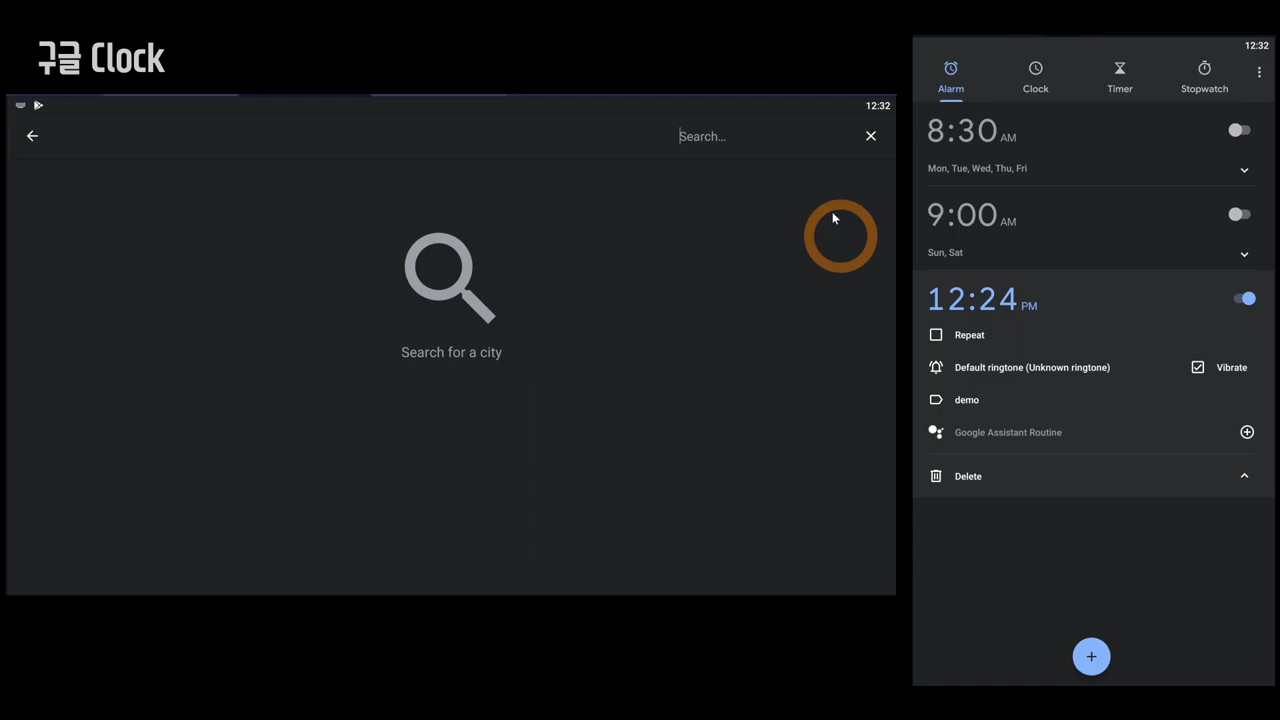 구글 Clock
12:32
Search...
Search for a city
12:32
Alarm
Clock
Timer
Stopwatch
8:30 AM
Mon, Tue, Wed, Thu, Fri
9:00 AM
Sun, Sat
12:24 PM
Repeat
Default ringtone (Unknown ringtone)
Vibrate
demo
Google Assistant Routine
Delete